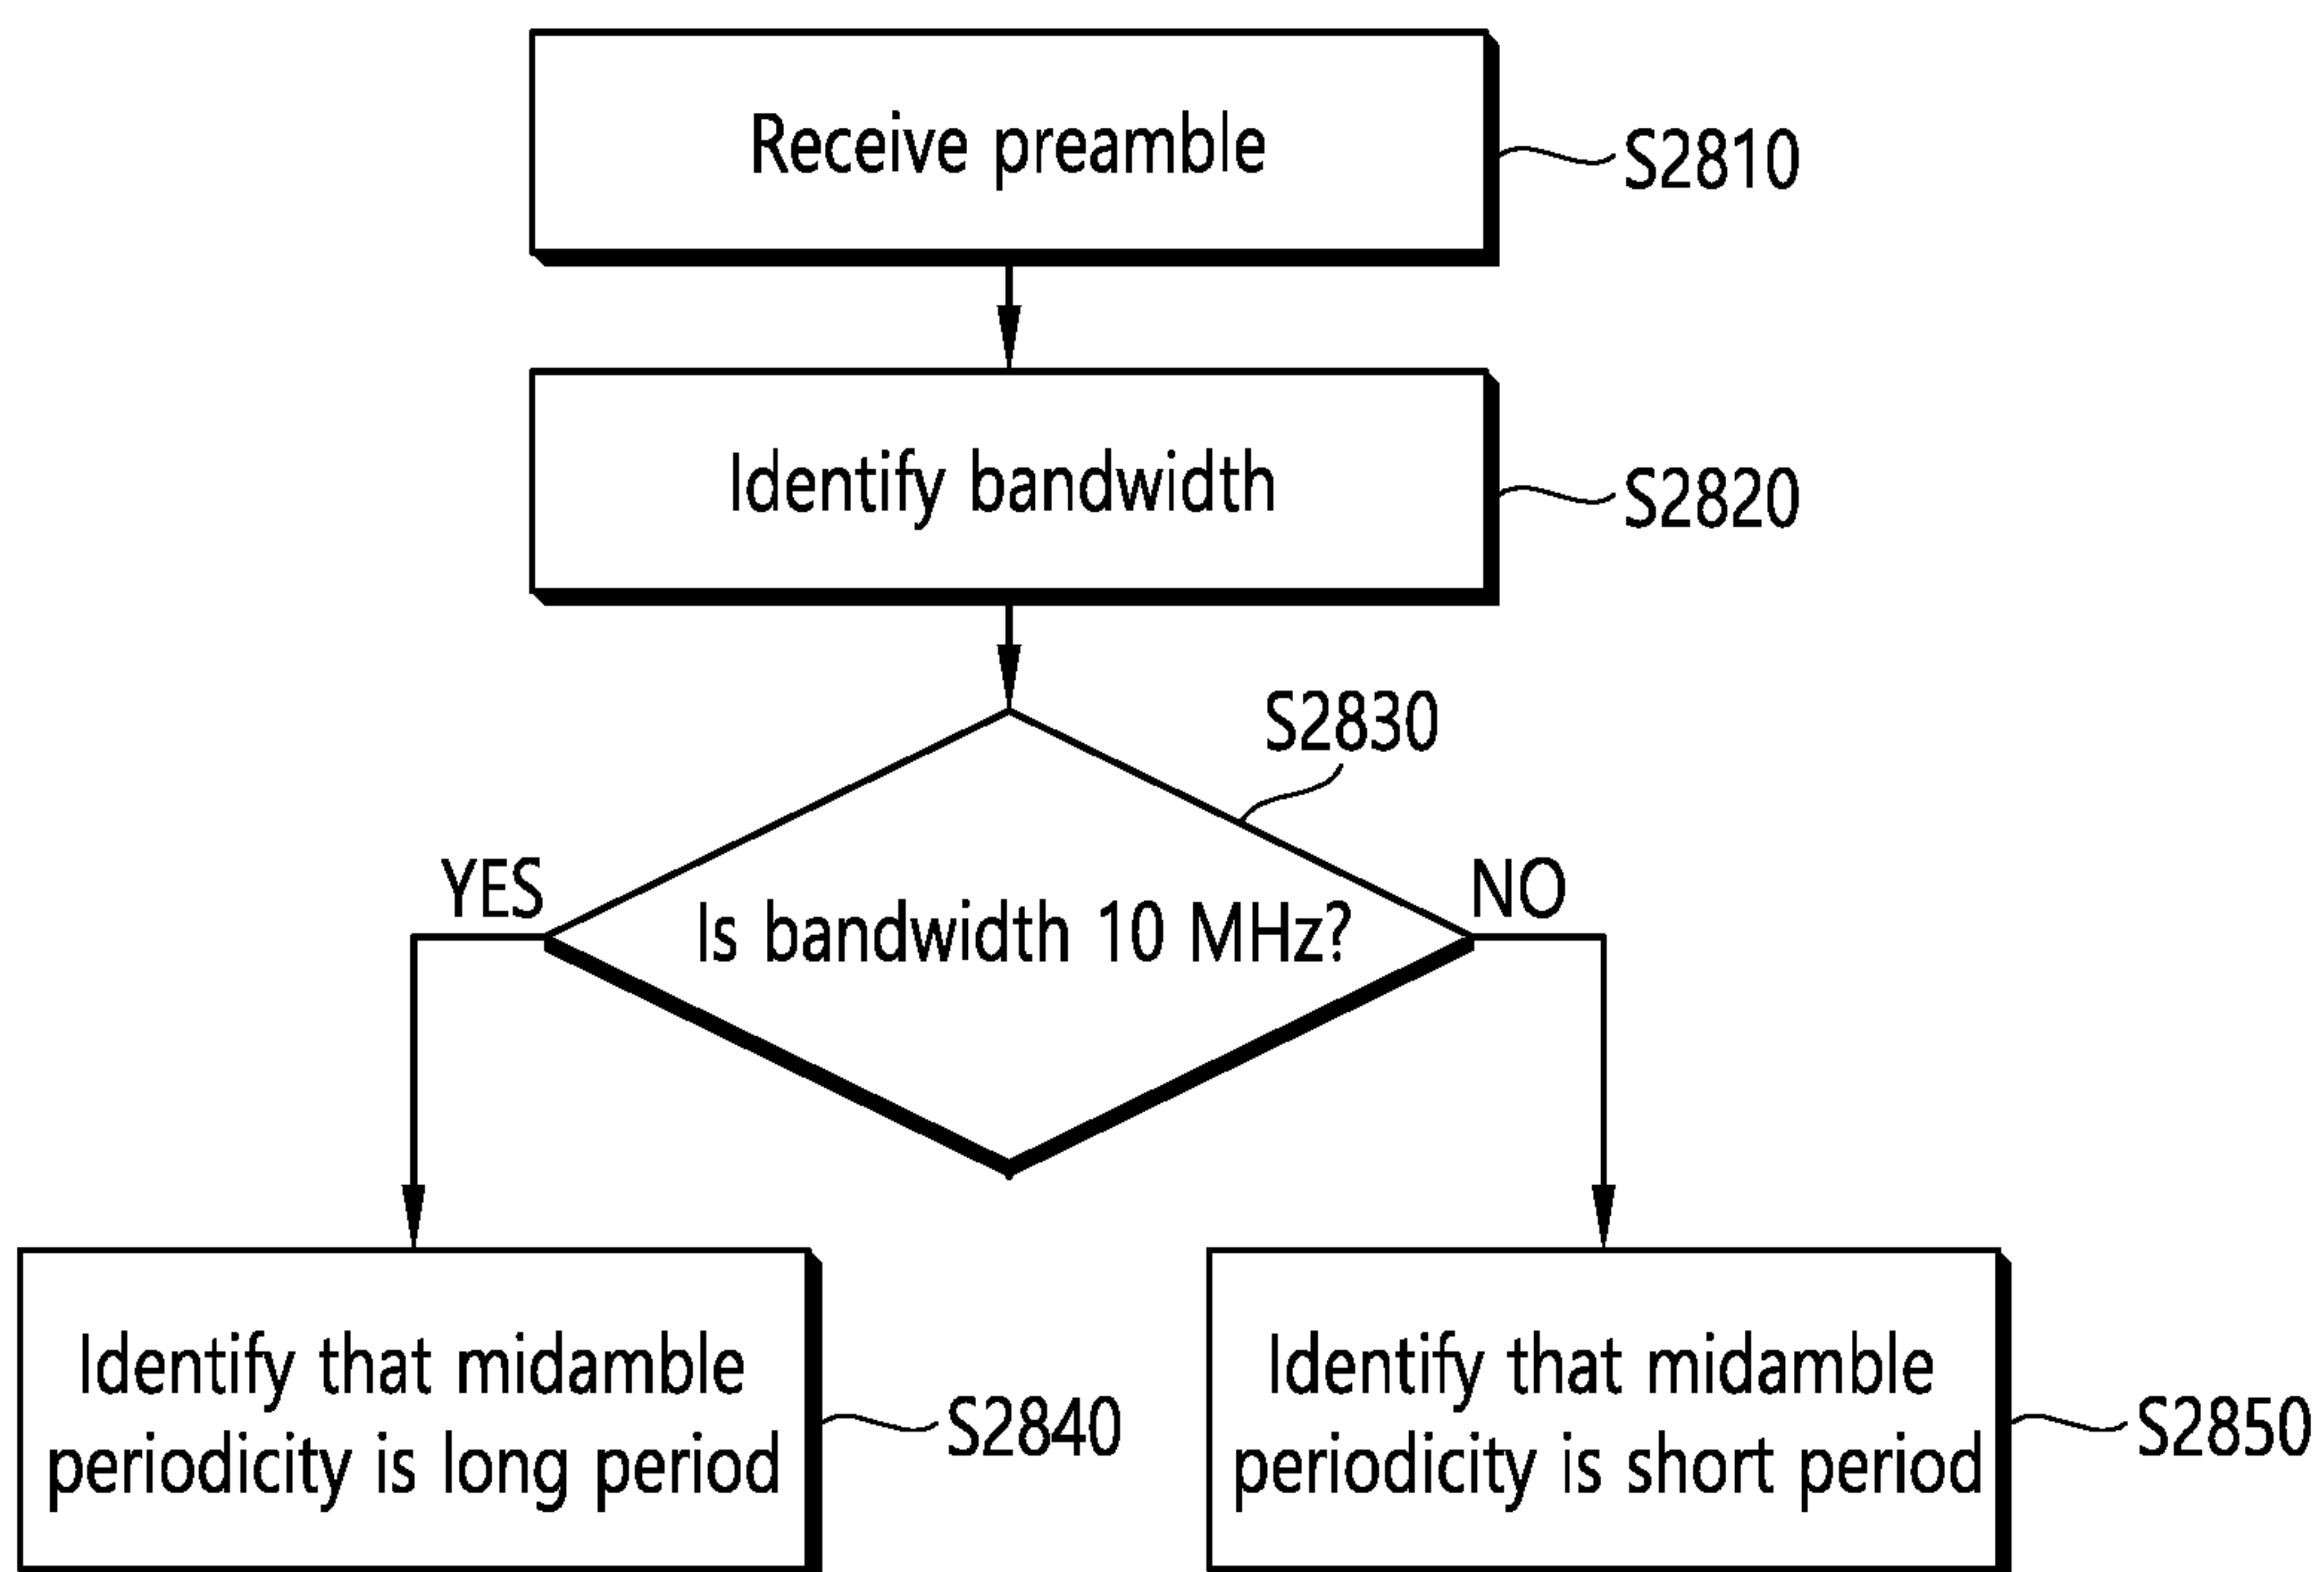 Receive preamble
S2810
Identify bandwidth
S2820
S2830
YES
Is bandwidth 10 MHz?
NO
Identify that midamble
periodicity is long period
S2840
Identify that midamble
periodicity is short period
S2850